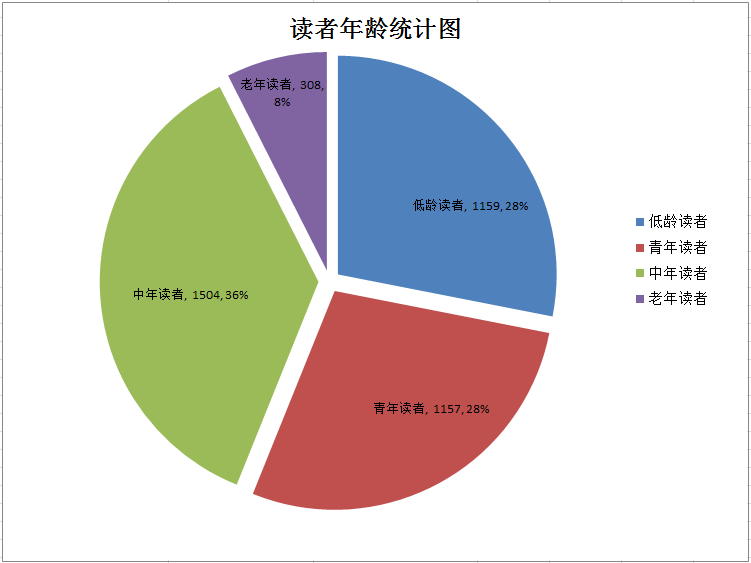 读者年龄统计图
老年读者, 308,
8%
低龄读者, 1159, 28%
中年读者, 1504, 36%
青年读者, 1157, 28%
低龄读者
青年读者
中年读者
老年读者